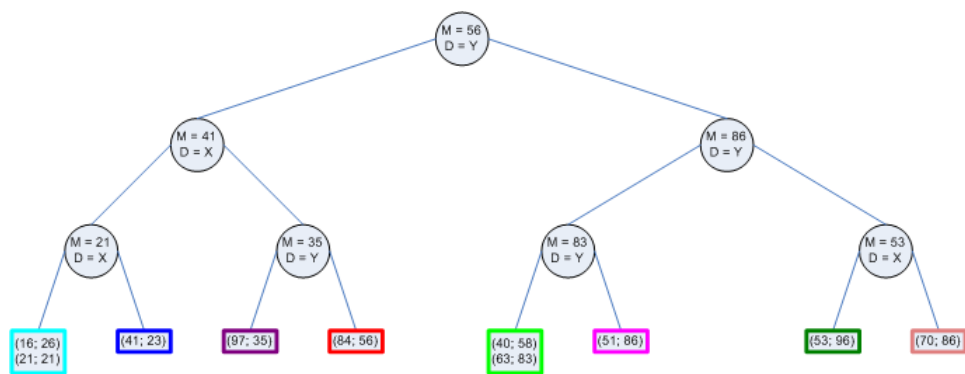 M = 56
D = Y
M = 41
D = X
M = 86
D = Y
M = 21
D = X
M = 35
D = Y
M = 83
D = Y
M = 53
D = X
(16; 26)
(21; 21)
(41; 23)
(97; 35)
(84; 56)
(40; 58)
(63; 83)
(51; 86)
(53; 96)
(70; 86)